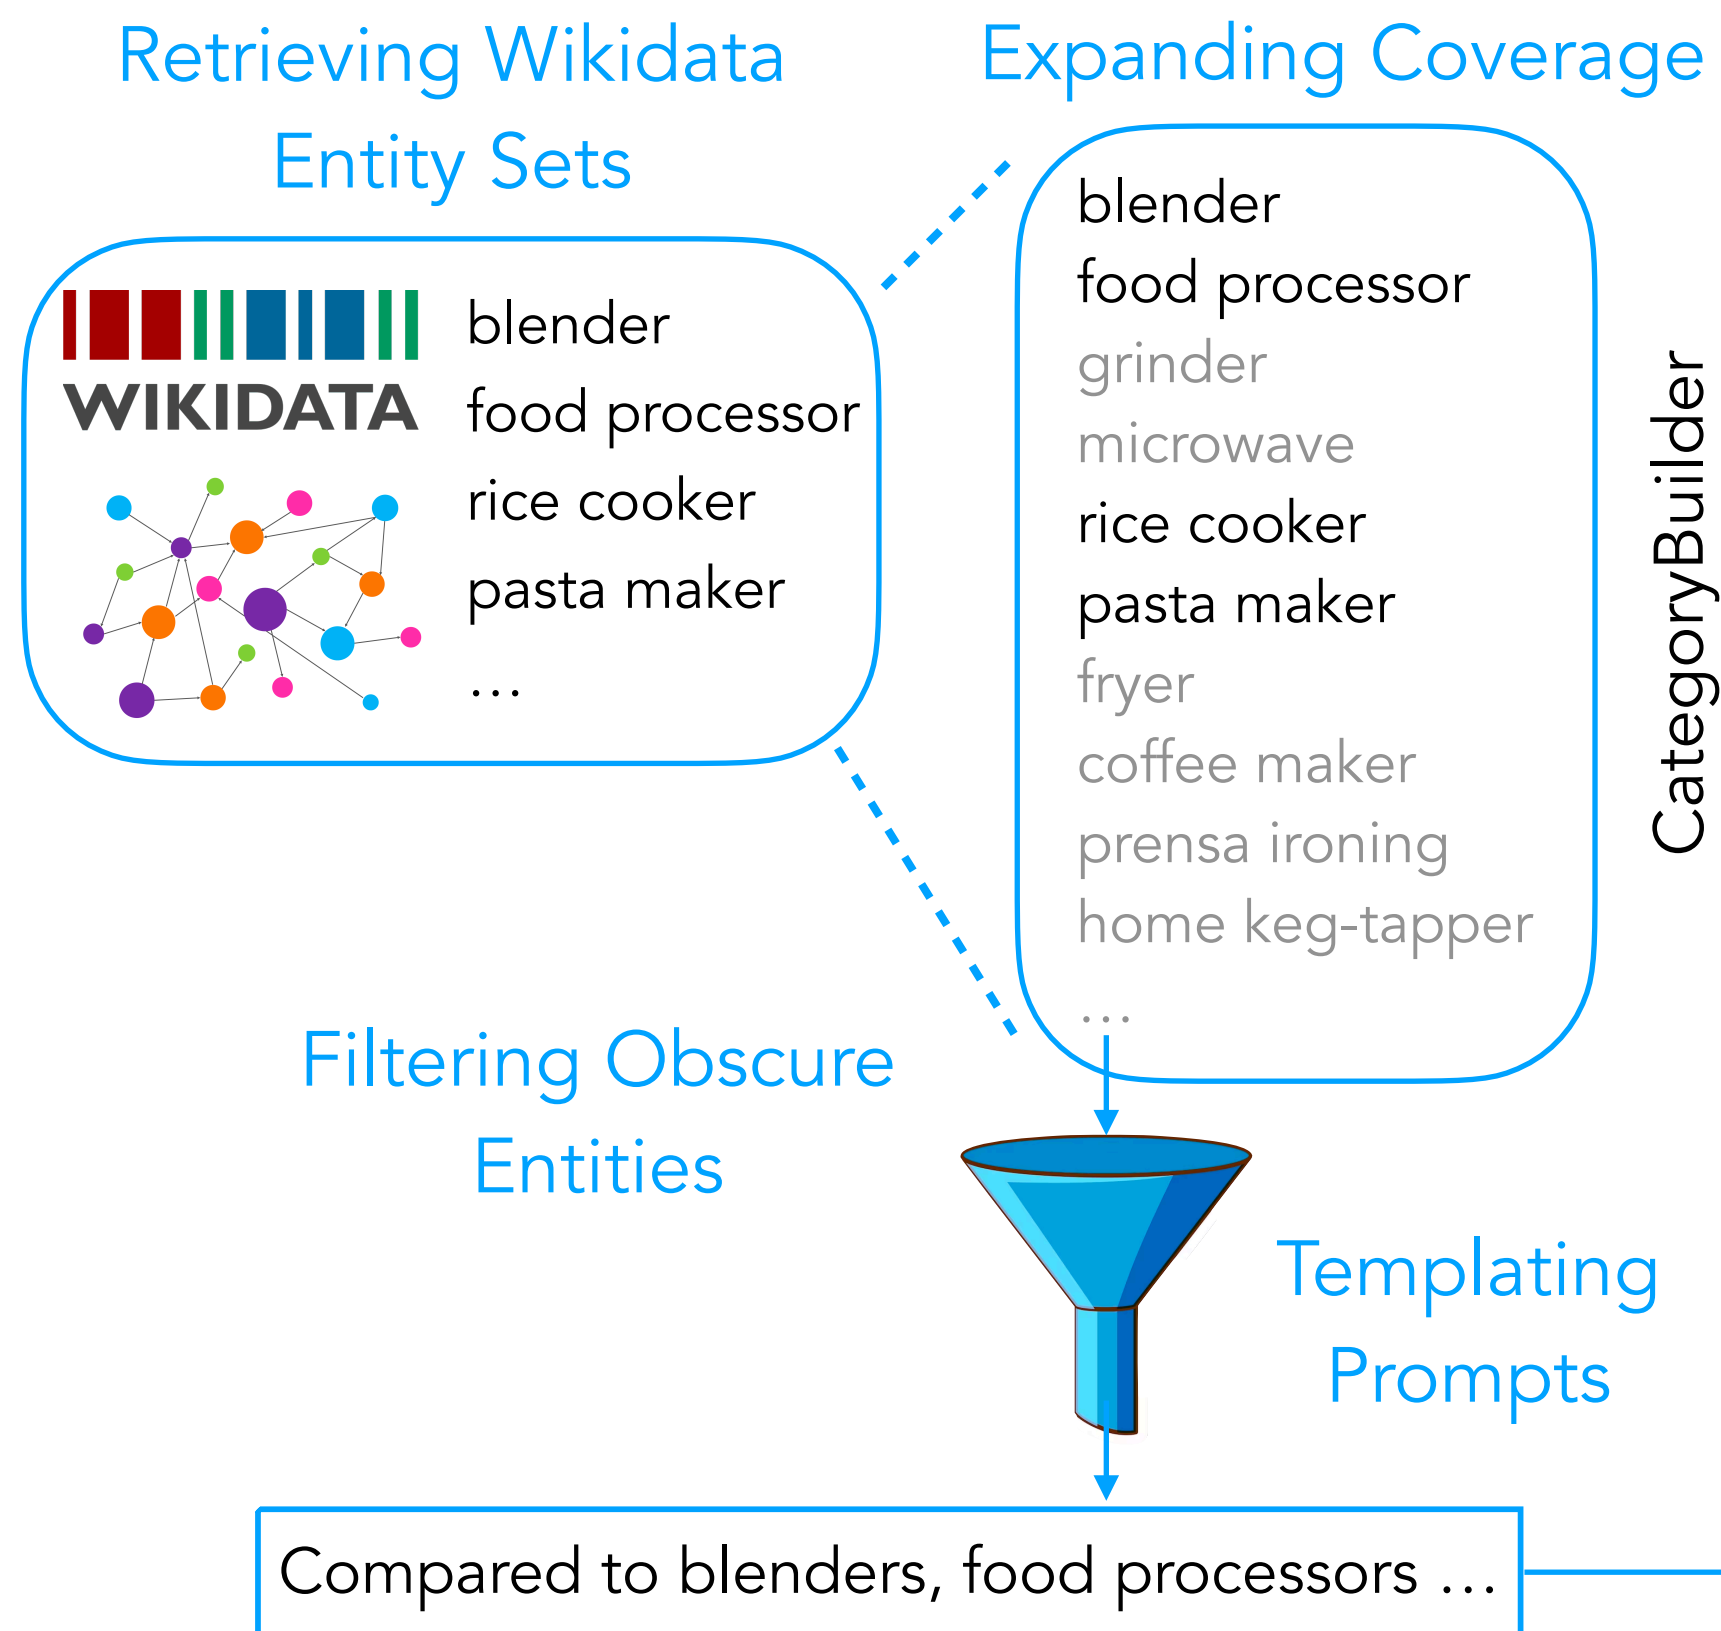 Retrieving Wikidata
Entity Sets
WIKIDATA
blender
food processor
rice cooker
pasta maker
…
Expanding Coverage
blender
food processor
grinder
microwave
rice cooker
pasta maker
fryer
coffee maker
prensa ironing
home keg-tapper
…
CategoryBuilder
Filtering Obscure
Entities
Templating
Prompts
Compared to blenders, food processors …